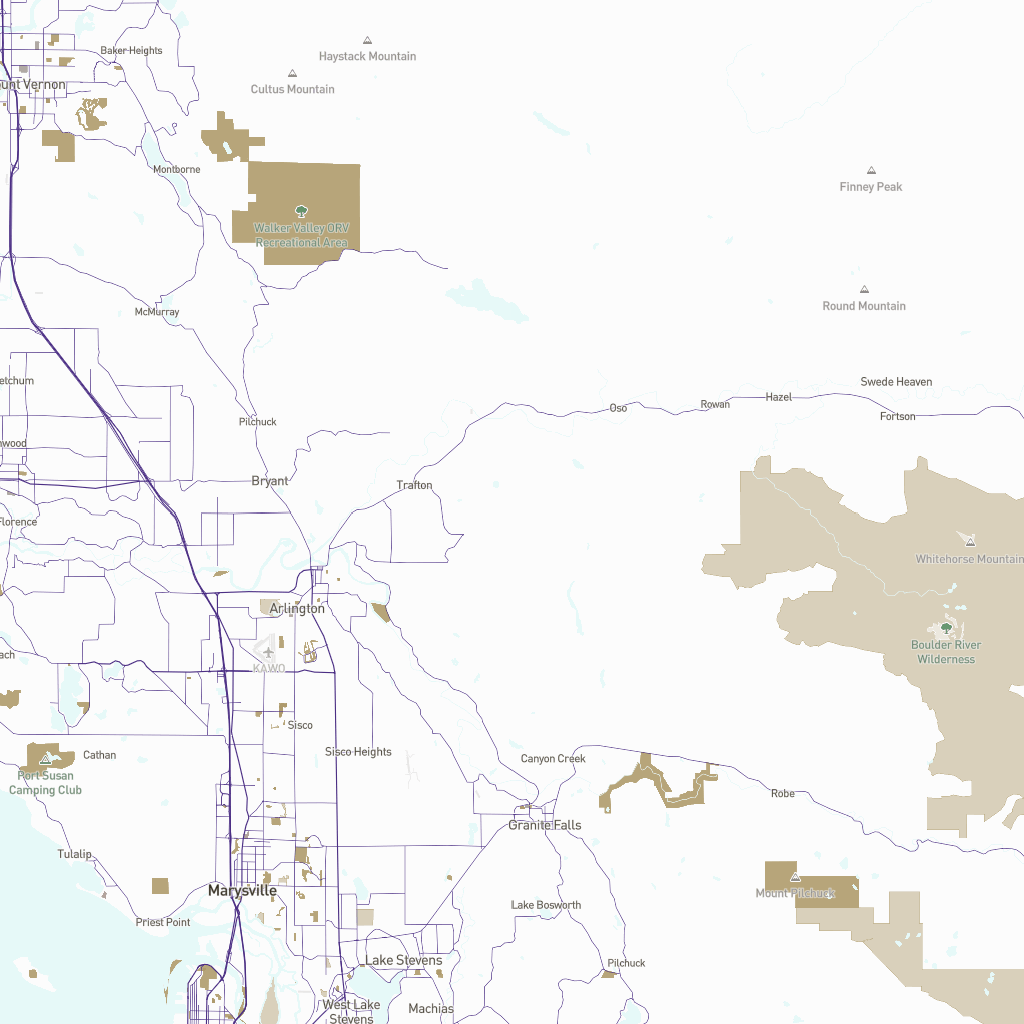 Haystack Mountain
Baker Heights
Cultus Mountain
unt Vernon
Montborne
Finney Peak
Walker Valley ORV
Recreational Area
Round Mountain
McMurray
etchum
Swede Heaven
Hazel
Rowan
Oso
Fortson
Pilchuck
nwood
Bryant
Trafton
Florence
Whitehorse Mountain
Arlington
Boulder River
Wilderness
ach
KAWO
Sisco
Sisco Heights
Cathan
Canyon Creek
Port Susan
Camping Club
Robe
Granite Falls
Tulalip
Marysville
Mount Pilchuck
Lake Bosworth
Priest Point
Lake Stevens
Pilchuck
West Lake
Stevens
Machias